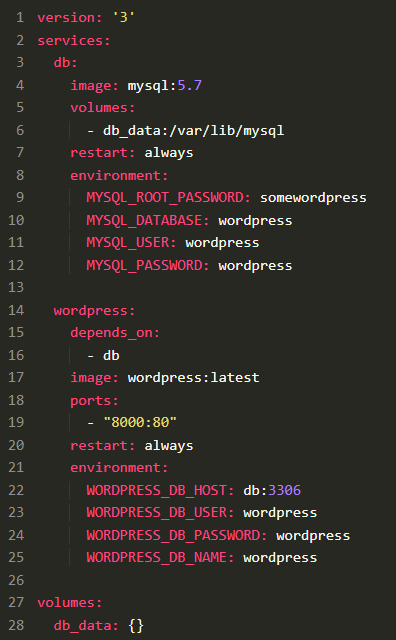 1 version: '3'
2 services:
3   db:
4     image: mysql:5.7
5     volumes:
6       - db_data:/var/lib/mysql
7     restart: always
8     environment:
9       MYSQL_ROOT_PASSWORD: somewordpress
10       MYSQL_DATABASE: wordpress
11       MYSQL_USER: wordpress
12       MYSQL_PASSWORD: wordpress
13
14   wordpress:
15     depends_on:
16       - db
17     image: wordpress:latest
18     ports:
19       - "8000:80"
20     restart: always
21     environment:
22       WORDPRESS_DB_HOST: db:3306
23       WORDPRESS_DB_USER: wordpress
24       WORDPRESS_DB_PASSWORD: wordpress
25       WORDPRESS_DB_NAME: wordpress
26
27 volumes:
28   db_data: {}